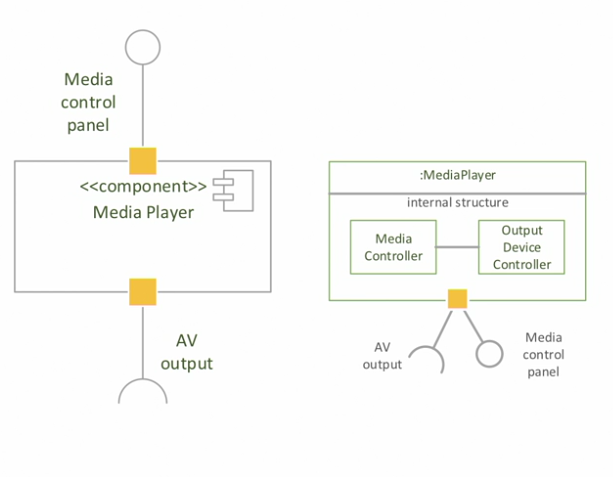 Media
control
panel
<<component>>
Media Player
AV
output
:MediaPlayer
internal structure
Media
Controller
Output
Device
Controller
AV
output
Media
control
panel